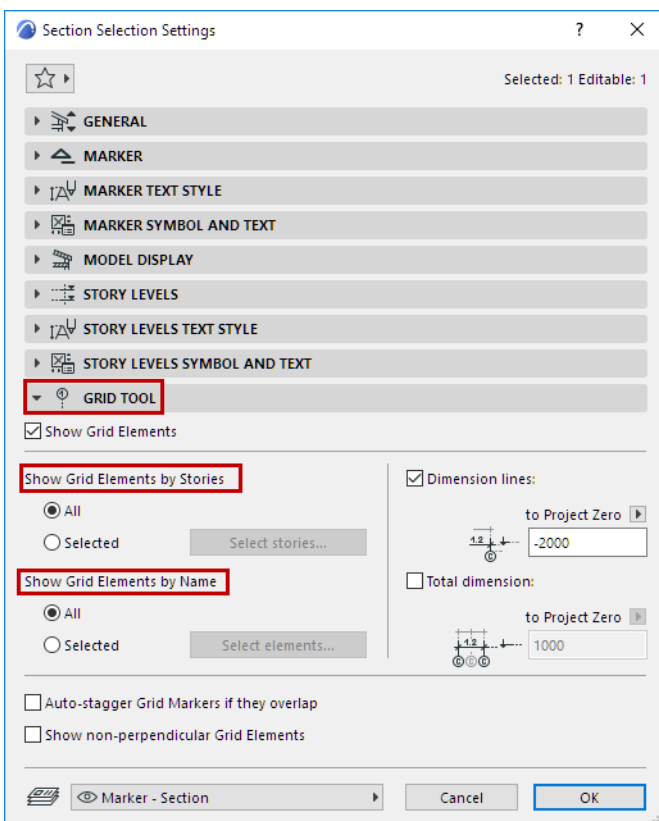 Section Selection Settings
?
Selected: 1 Editable: 1
GENERAL
MARKER
MARKER TEXT STYLE
MARKER SYMBOL AND TEXT
MODEL DISPLAY
STORY LEVELS
STORY LEVELS TEXT STYLE
STORY LEVELS SYMBOL AND TEXT
GRID TOOL
Show Grid Elements
Show Grid Elements by Stories
All
Selected
Select stories...
Show Grid Elements by Name
All
Selected
Select elements...
Dimension lines:
to Project Zero
1.2
-2000
C
Total dimension:
to Project Zero
1.2
1000
C C C
Auto-stagger Grid Markers if they overlap
Show non-perpendicular Grid Elements
Marker - Section
Cancel
OK